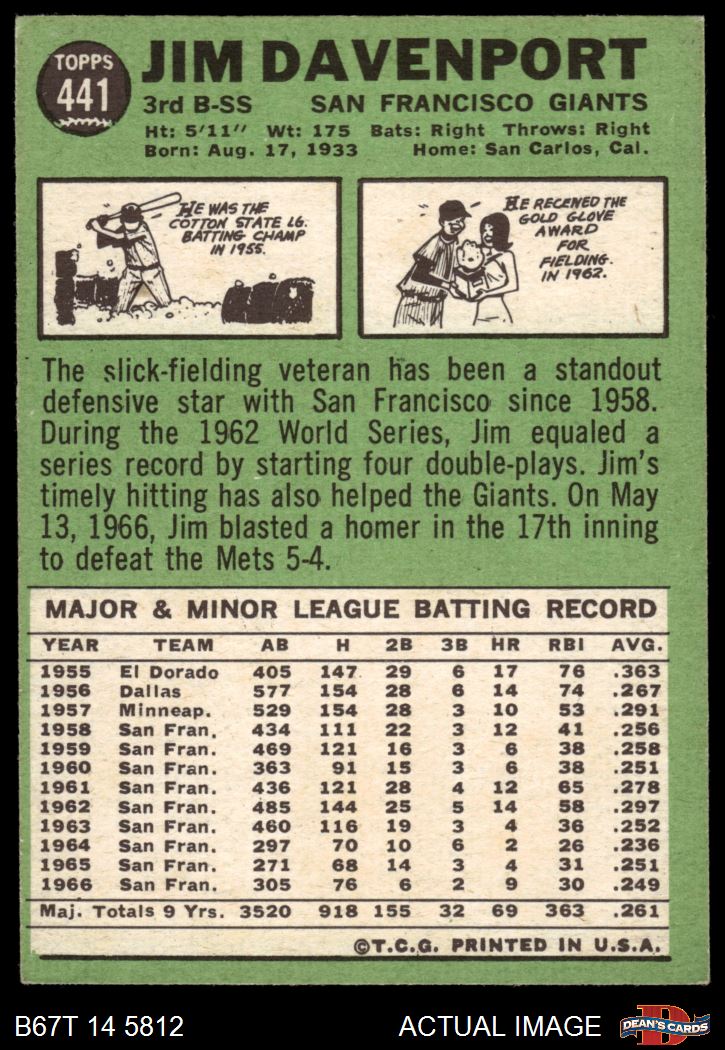 TOPPS
441
JIM DAVENPORT
3rd B-SS SAN FRANCISCO GIANTS
Ht: 5'11" Wt: 175 Bats: Right Throws: Right
Born: Aug. 17, 1933 Home: San Carlos, Cal.
HE WAS THE
COTTON STATE LG.
BATTING CHAMP
IN 1955.
HE RECEIVED THE
GOLD GLOVE
AWARD
FOR
FIELDING
IN 1962.
The slick-fielding veteran has been a standout
defensive star with San Francisco since 1958.
During the 1962 World Series, Jim equaled a
series record by starting four double-plays. Jim's
timely hitting has also helped the Giants. On May
13, 1966, Jim blasted a homer in the 17th inning
to defeat the Mets 5-4.
MAJOR & MINOR LEAGUE BATTING RECORD
YEAR TEAM AB H 2B 3B HR RBI AVG.
1955 El Dorado 405 147 29 6 17 76 .363
1956 Dallas 577 154 28 6 14 74 .267
1957 Minneap. 529 154 28 3 10 53 .291
1958 San Fran. 434 111 22 3 12 41 .256
1959 San Fran. 469 121 16 3 6 38 .258
1960 San Fran. 363 91 15 3 6 38 .251
1961 San Fran. 436 121 28 4 12 65 .278
1962 San Fran. 485 144 25 5 14 58 .297
1963 San Fran. 460 116 19 3 4 36 .252
1964 San Fran. 297 70 10 6 2 26 .236
1965 San Fran. 271 68 14 3 4 31 .251
1966 San Fran. 305 76 6 2 9 30 .249
Maj. Totals 9 Yrs. 3520 918 155 32 69 363 .261
©T.C.G. PRINTED IN U.S.A.
B67T 14 5812 ACTUAL IMAGE DEAN'S CARDS